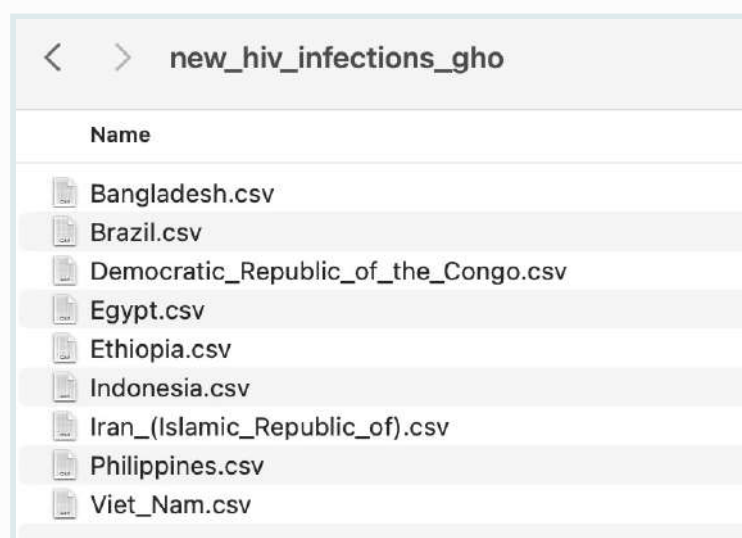 new_hiv_infections_gho
Name
Bangladesh.csv
Brazil.csv
Democratic_Republic_of_the_Congo.csv
Egypt.csv
Ethiopia.csv
Indonesia.csv
Iran_(Islamic_Republic_of).csv
Philippines.csv
Viet_Nam.csv